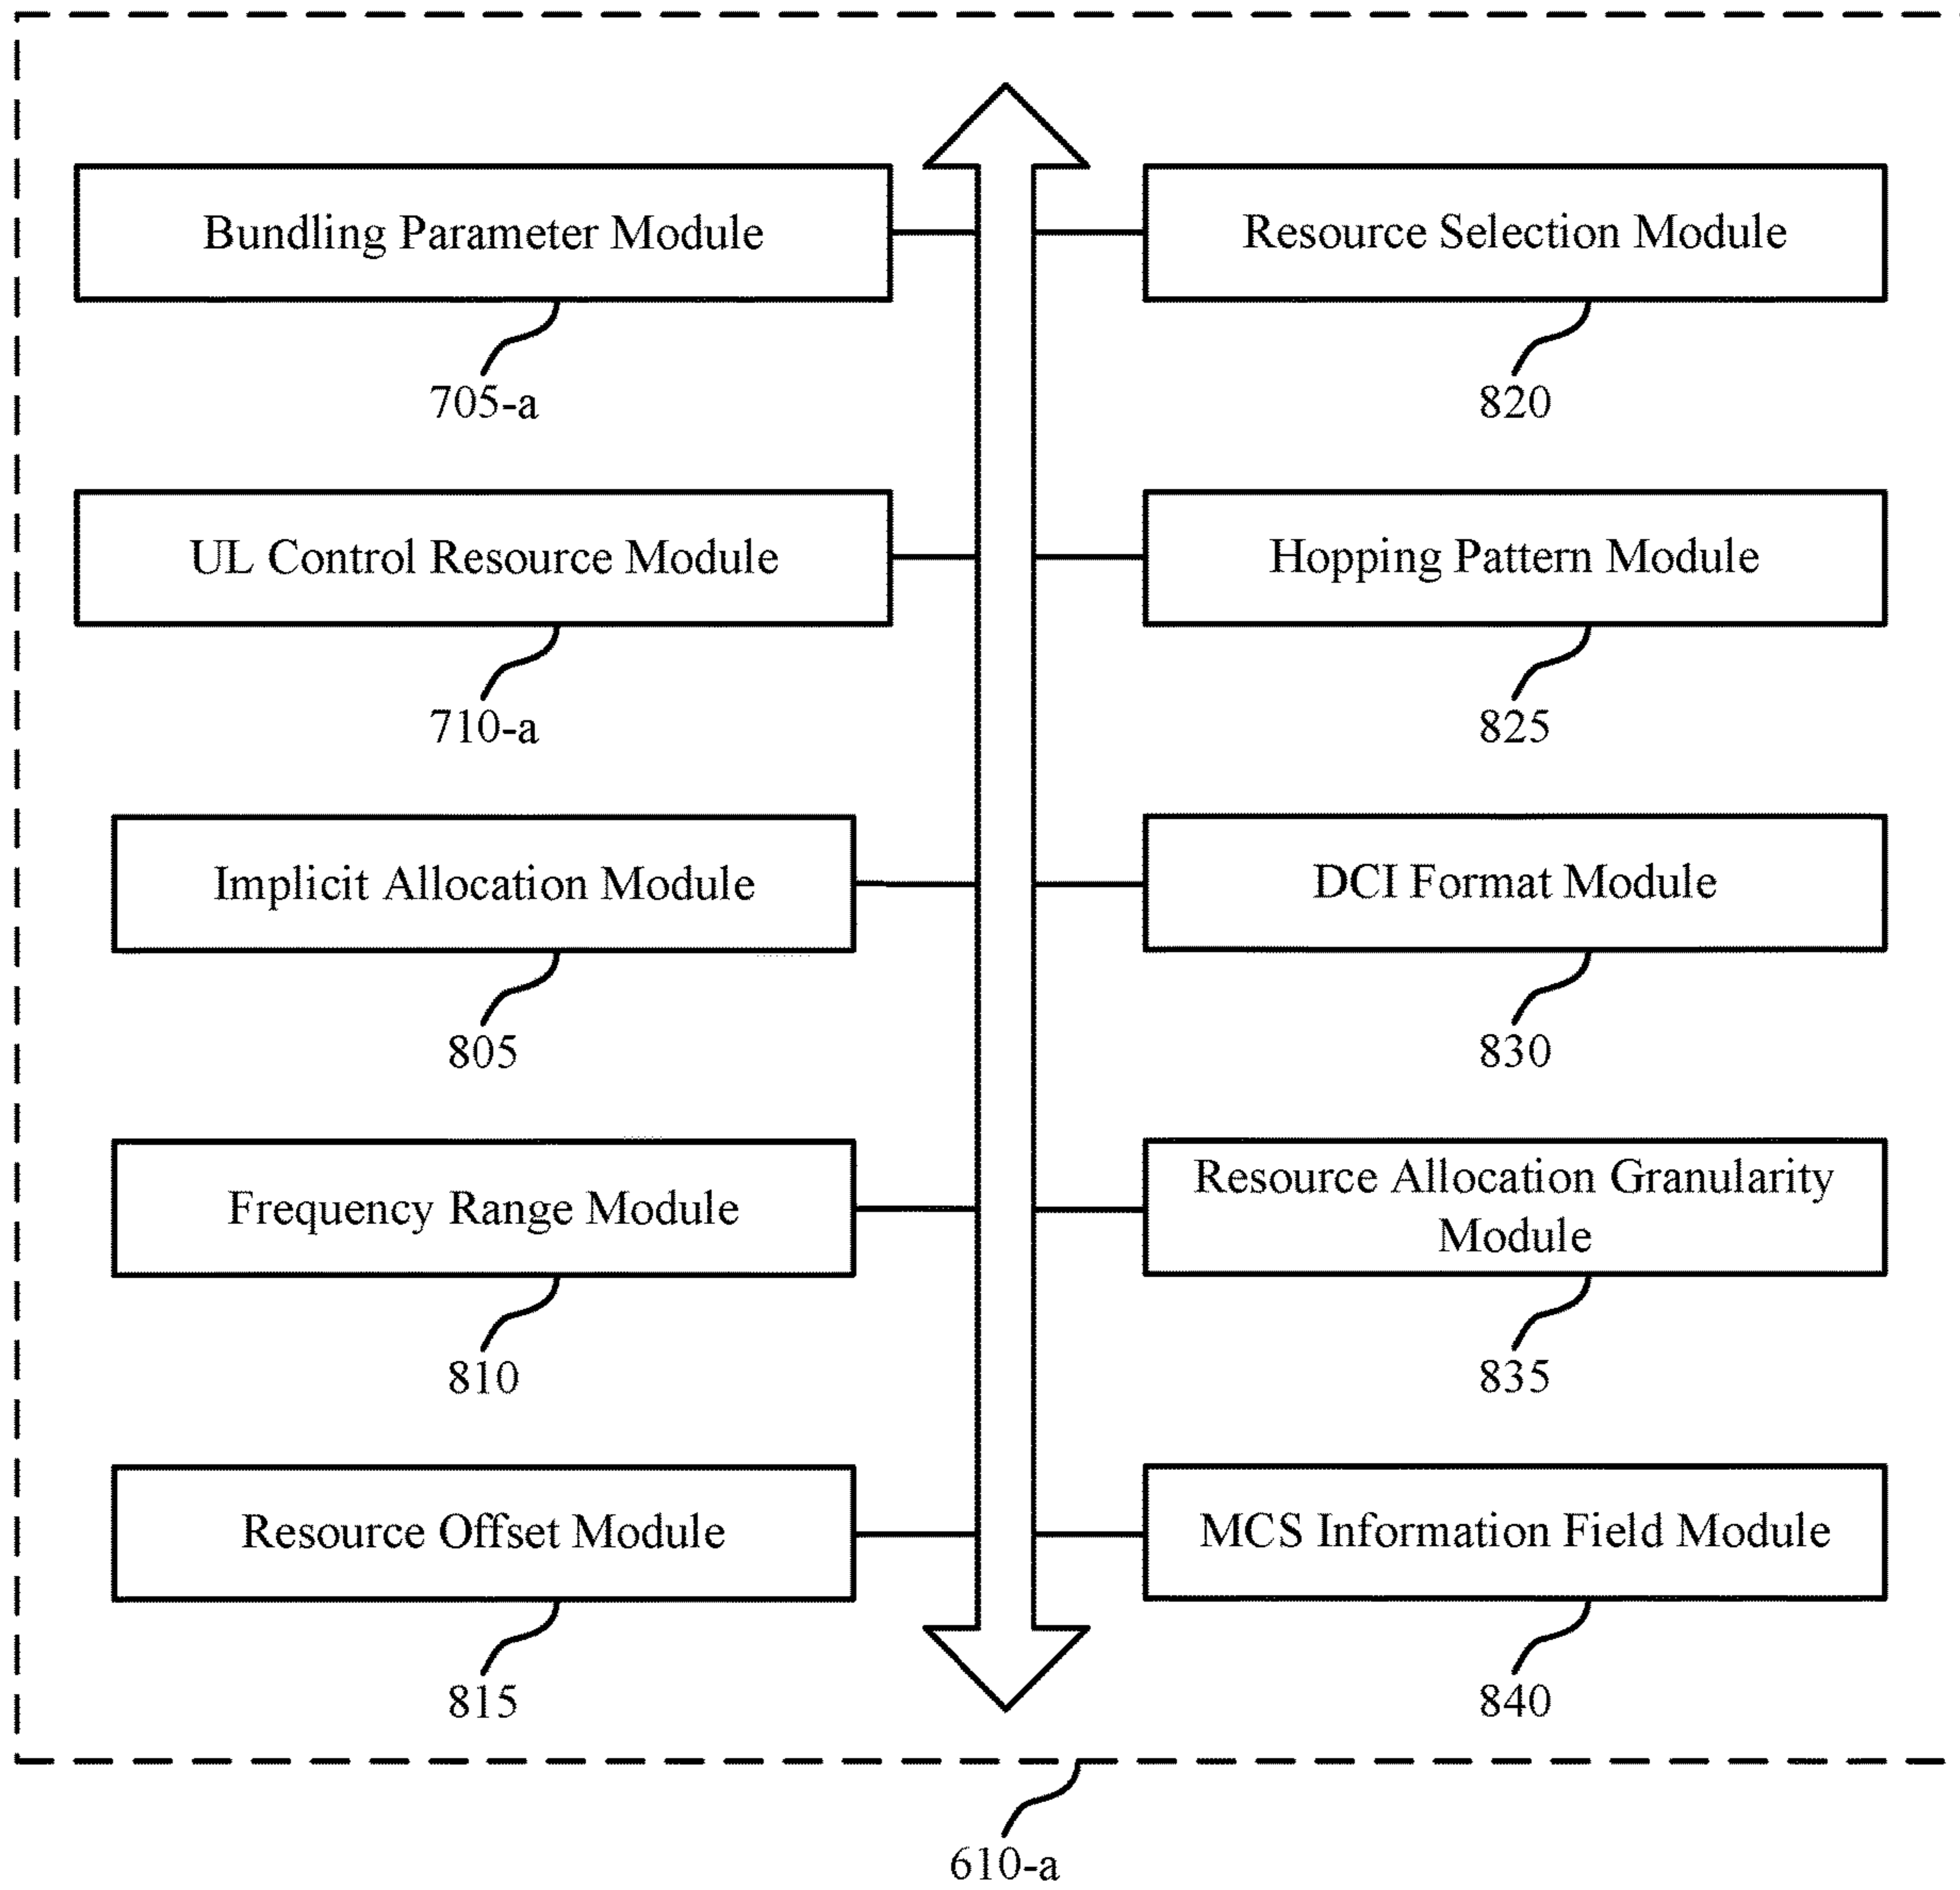 Bundling Parameter Module
Resource Selection Module
705-a
820
UL Control Resource Module
Hopping Pattern Module
710-a
825
Implicit Allocation Module
DCI Format Module
805
830
Frequency Range Module
Resource Allocation Granularity
Module
810
835
Resource Offset Module
MCS Information Field Module
815
840
610-a